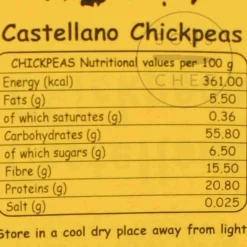 Castellano Chickpeas
CHICKPEAS Nutritional values per 100 g
Energy (kcal) 361,00
Fats (g) 5.50
of which saturates (g) 0.36
Carbohydrates (g) 55.80
of which sugars (g) 6,50
Fibre (g) 15.50
Proteins (g) 20.80
Salt (g) 0.025
Store in a cool dry place away from light